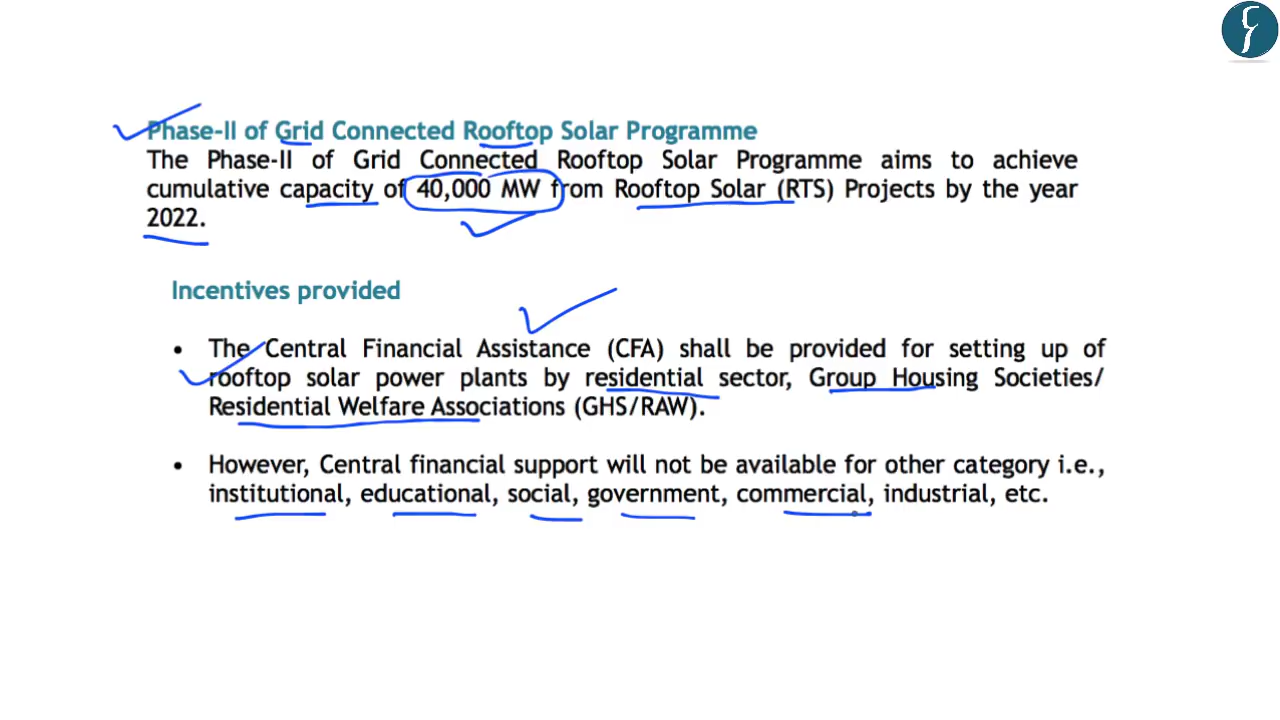 Phase-II of Grid Connected Rooftop Solar Programme
The Phase-II of Grid Connected Rooftop Solar Programme aims to achieve
cumulative capacity of 40,000 MW from Rooftop Solar (RTS) Projects by the year
2022.
Incentives provided
• The Central Financial Assistance (CFA) shall be provided for setting up of
rooftop solar power plants by residential sector, Group Housing Societies/
Residential Welfare Associations (GHS/RAW).
• However, Central financial support will not be available for other category i.e.,
institutional, educational, social, government, commercial, industrial, etc.